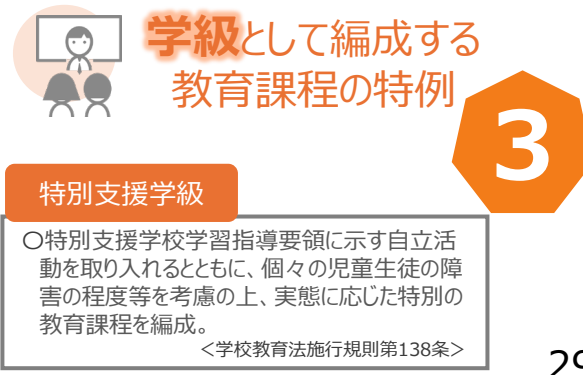 学級として編成する
教育課程の特例
3
特別支援学級
〇特別支援学校学習指導要領に示す自立活
動を取り入れるとともに、個々の児童生徒の障
害の程度等を考慮の上、実態に応じた特別の
教育課程を編成。
<学校教育法施行規則第138条>
29